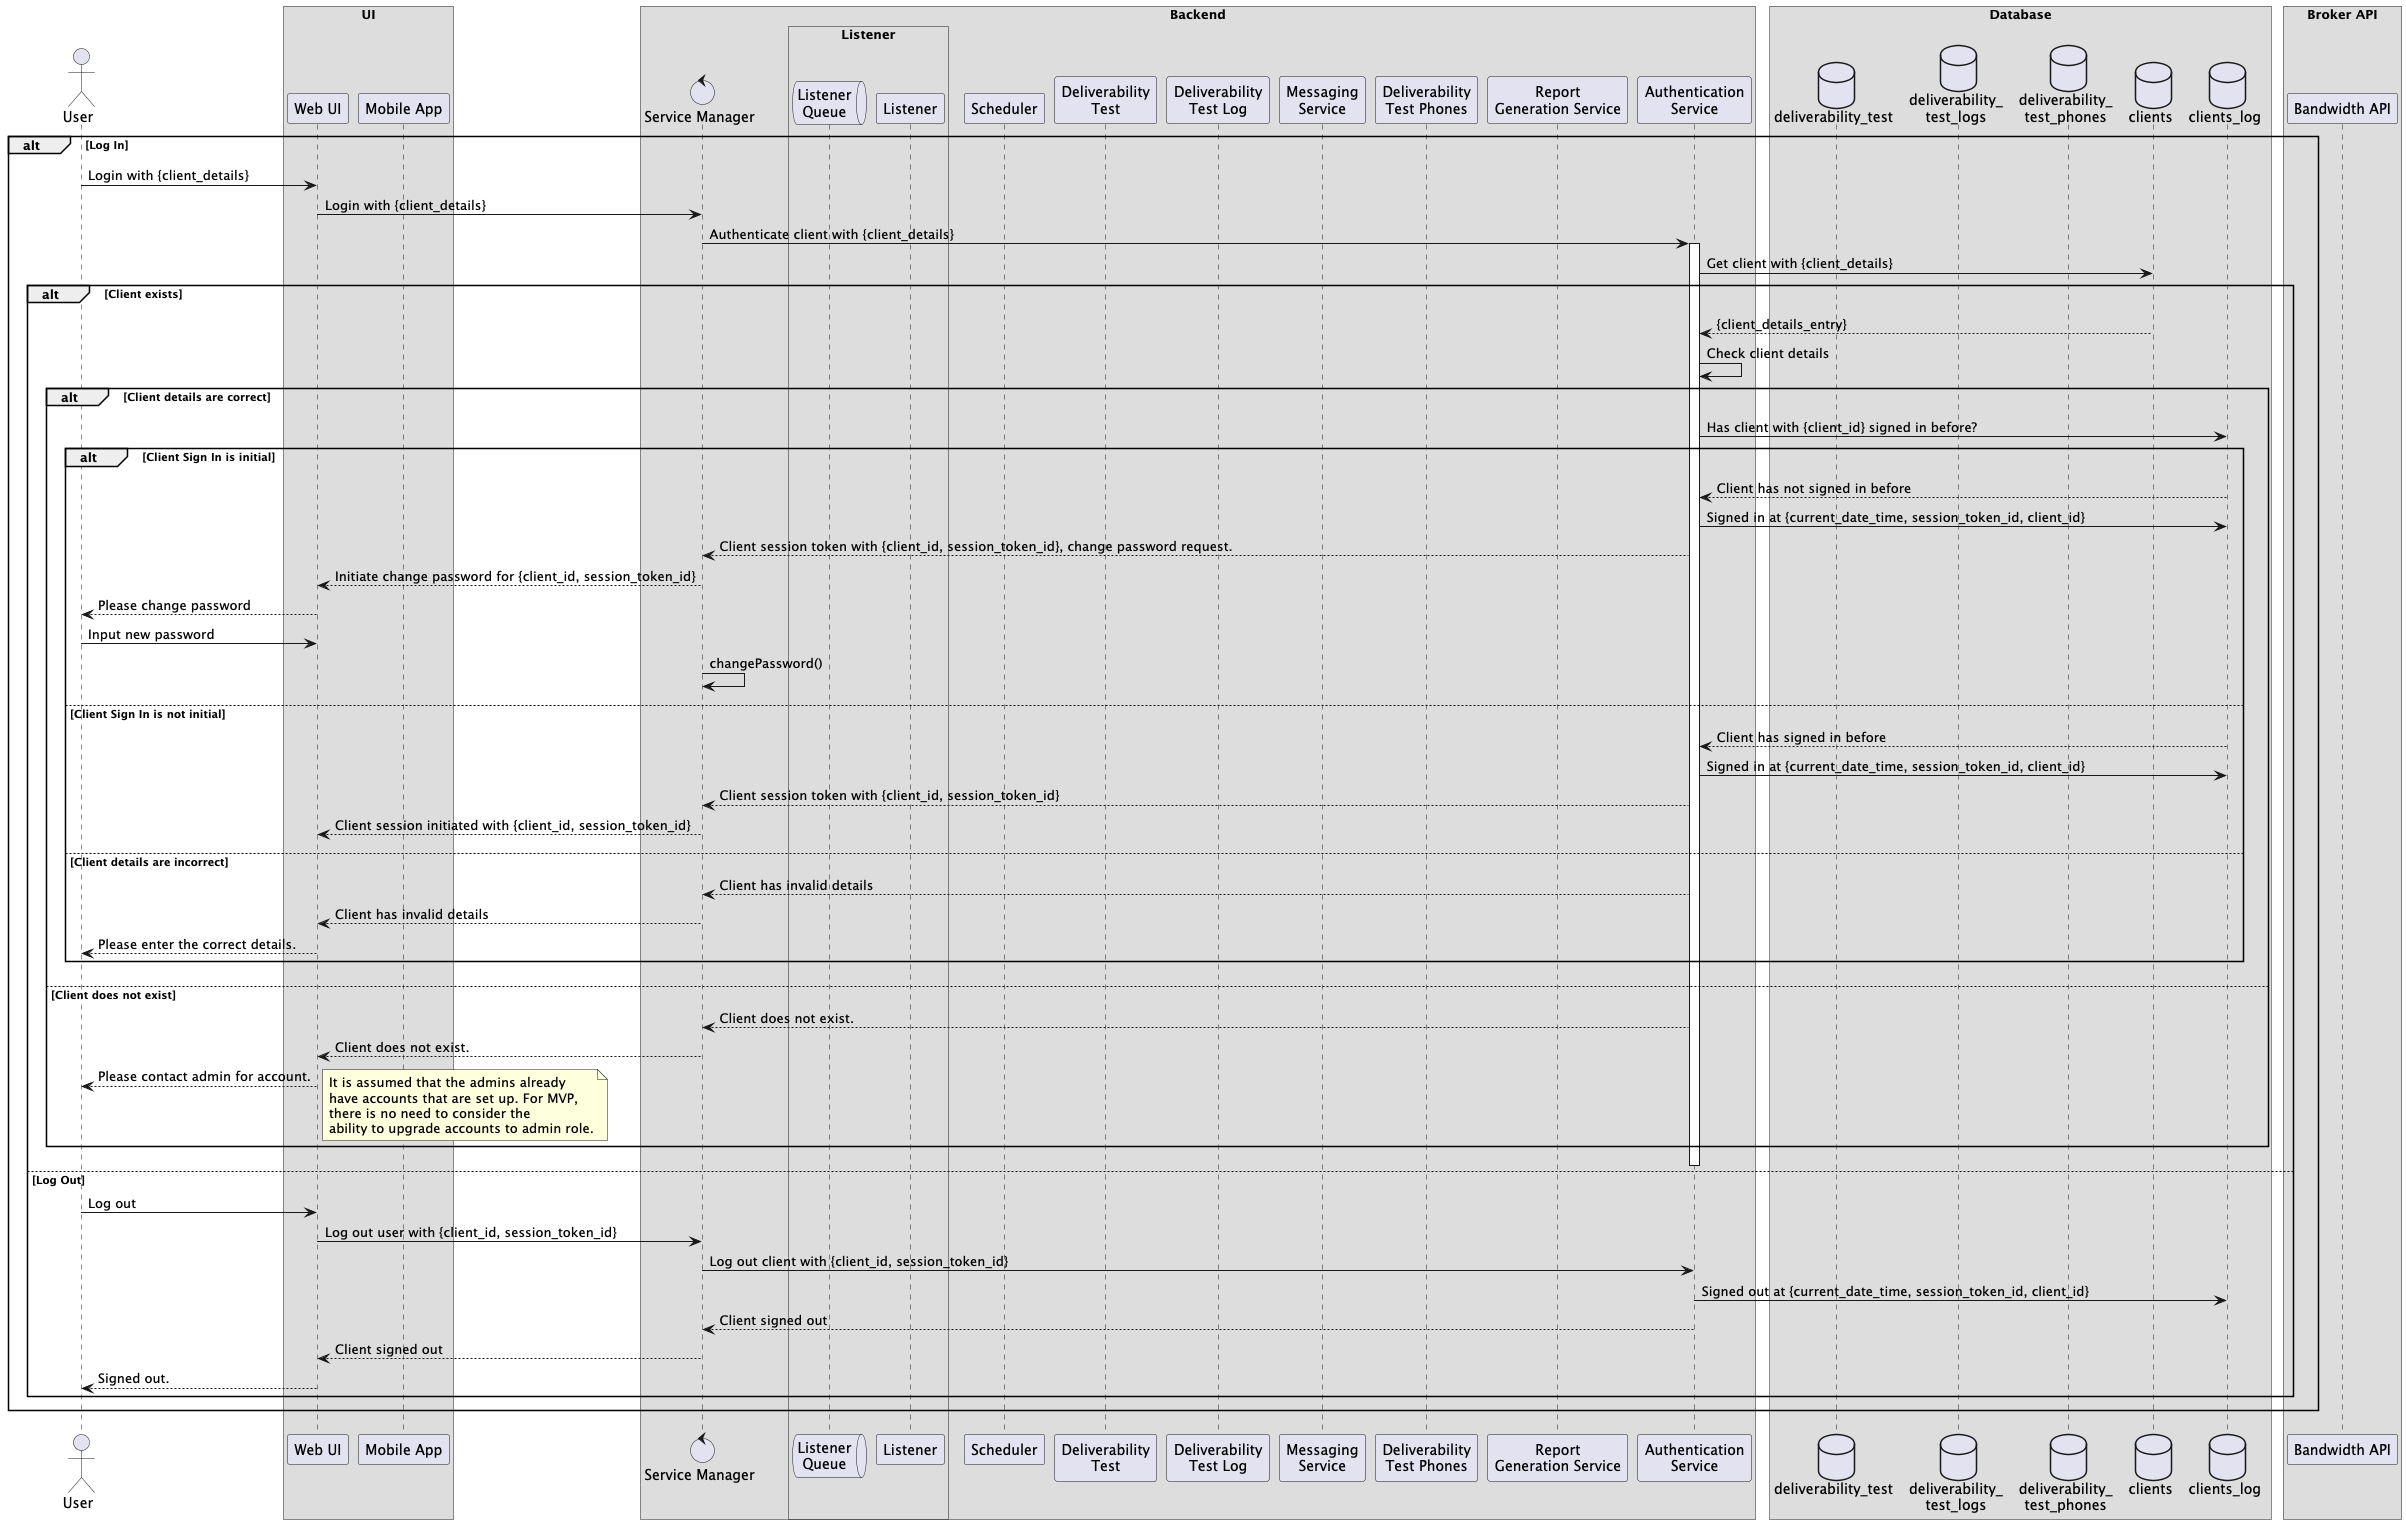 UI
Backend
Database
Broker API
Listener
User
Web UI
Mobile App
Service Manager
Listener
Queue
Listener
Scheduler
Deliverability
Test
Deliverability
Test Log
Messaging
Service
Deliverability
Test Phones
Report
Generation Service
Authentication
Service
deliverability_test
deliverability_
test_logs
deliverability_
test_phones
clients
clients_log
Bandwidth API
alt [Log In]
Login with {client_details}
Login with {client_details}
Authenticate client with {client_details}
Get client with {client_details}
alt [Client exists]
{client_details_entry}
Check client details
alt [Client details are correct]
Has client with {client_id} signed in before?
alt [Client Sign In is initial]
Client has not signed in before
Signed in at {current_date_time, session_token_id, client_id}
Client session token with {client_id, session_token_id}, change password request.
Initiate change password for {client_id, session_token_id}
Please change password
Input new password
changePassword()
[Client Sign In is not initial]
Client has signed in before
Signed in at {current_date_time, session_token_id, client_id}
Client session token with {client_id, session_token_id}
Client session initiated with {client_id, session_token_id}
[Client details are incorrect]
Client has invalid details
Client has invalid details
Please enter the correct details.
[Client does not exist]
Client does not exist.
Client does not exist.
Please contact admin for account.
It is assumed that the admins already
have accounts that are set up. For MVP,
there is no need to consider the
ability to upgrade accounts to admin role.
[Log Out]
Log out
Log out user with {client_id, session_token_id}
Log out client with {client_id, session_token_id}
Signed out at {current_date_time, session_token_id, client_id}
Client signed out
Client signed out
Signed out.
User
Web UI
Mobile App
Service Manager
Listener
Queue
Listener
Scheduler
Deliverability
Test
Deliverability
Test Log
Messaging
Service
Deliverability
Test Phones
Report
Generation Service
Authentication
Service
deliverability_test
deliverability_
test_logs
deliverability_
test_phones
clients
clients_log
Bandwidth API